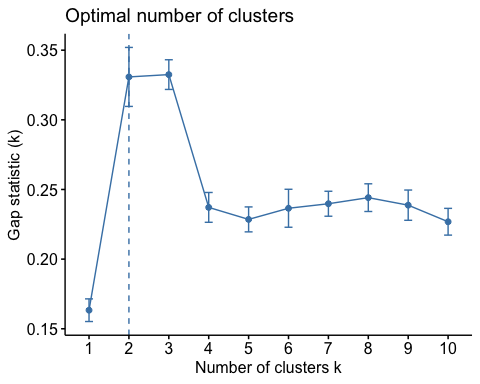 Optimal number of clusters
Gap statistic (k)
0.35
0.30
0.25
0.20
0.15
1 2 3 4 5 6 7 8 9 10
Number of clusters k